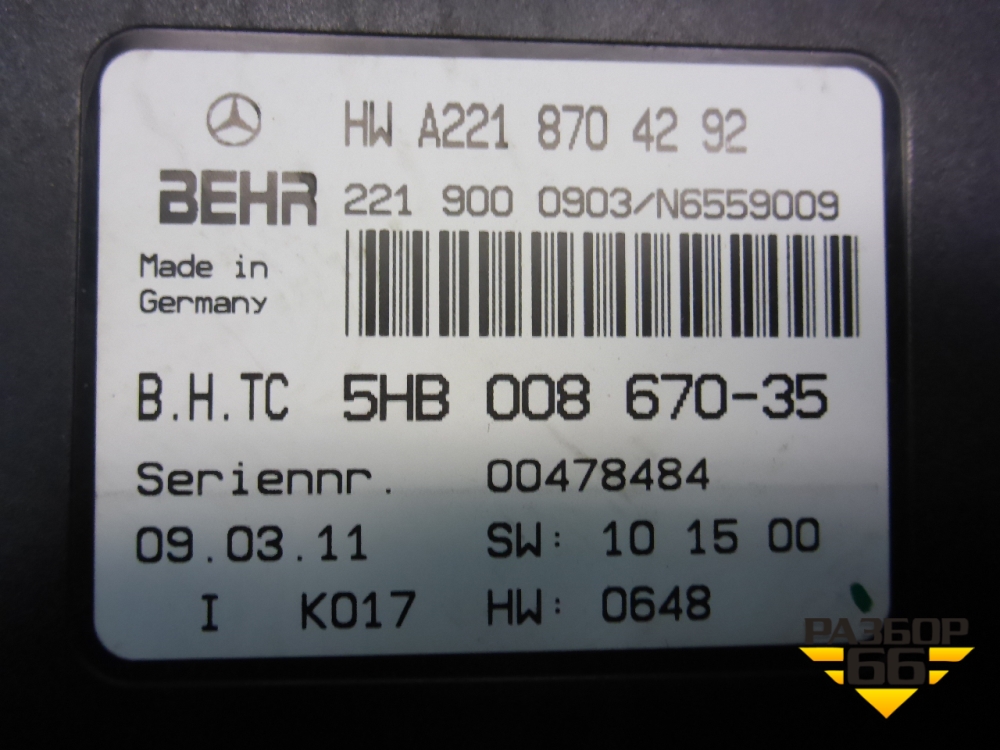 HW A221 870 42 92
BEHR 221 900 0903/N6559009
Made in
Germany
B.H.TC 5HB 008 670-35
Seriennr. 00478484
09.03.11 SW: 10 15 00
I K017 HW: 0648
РАЗБОР
66